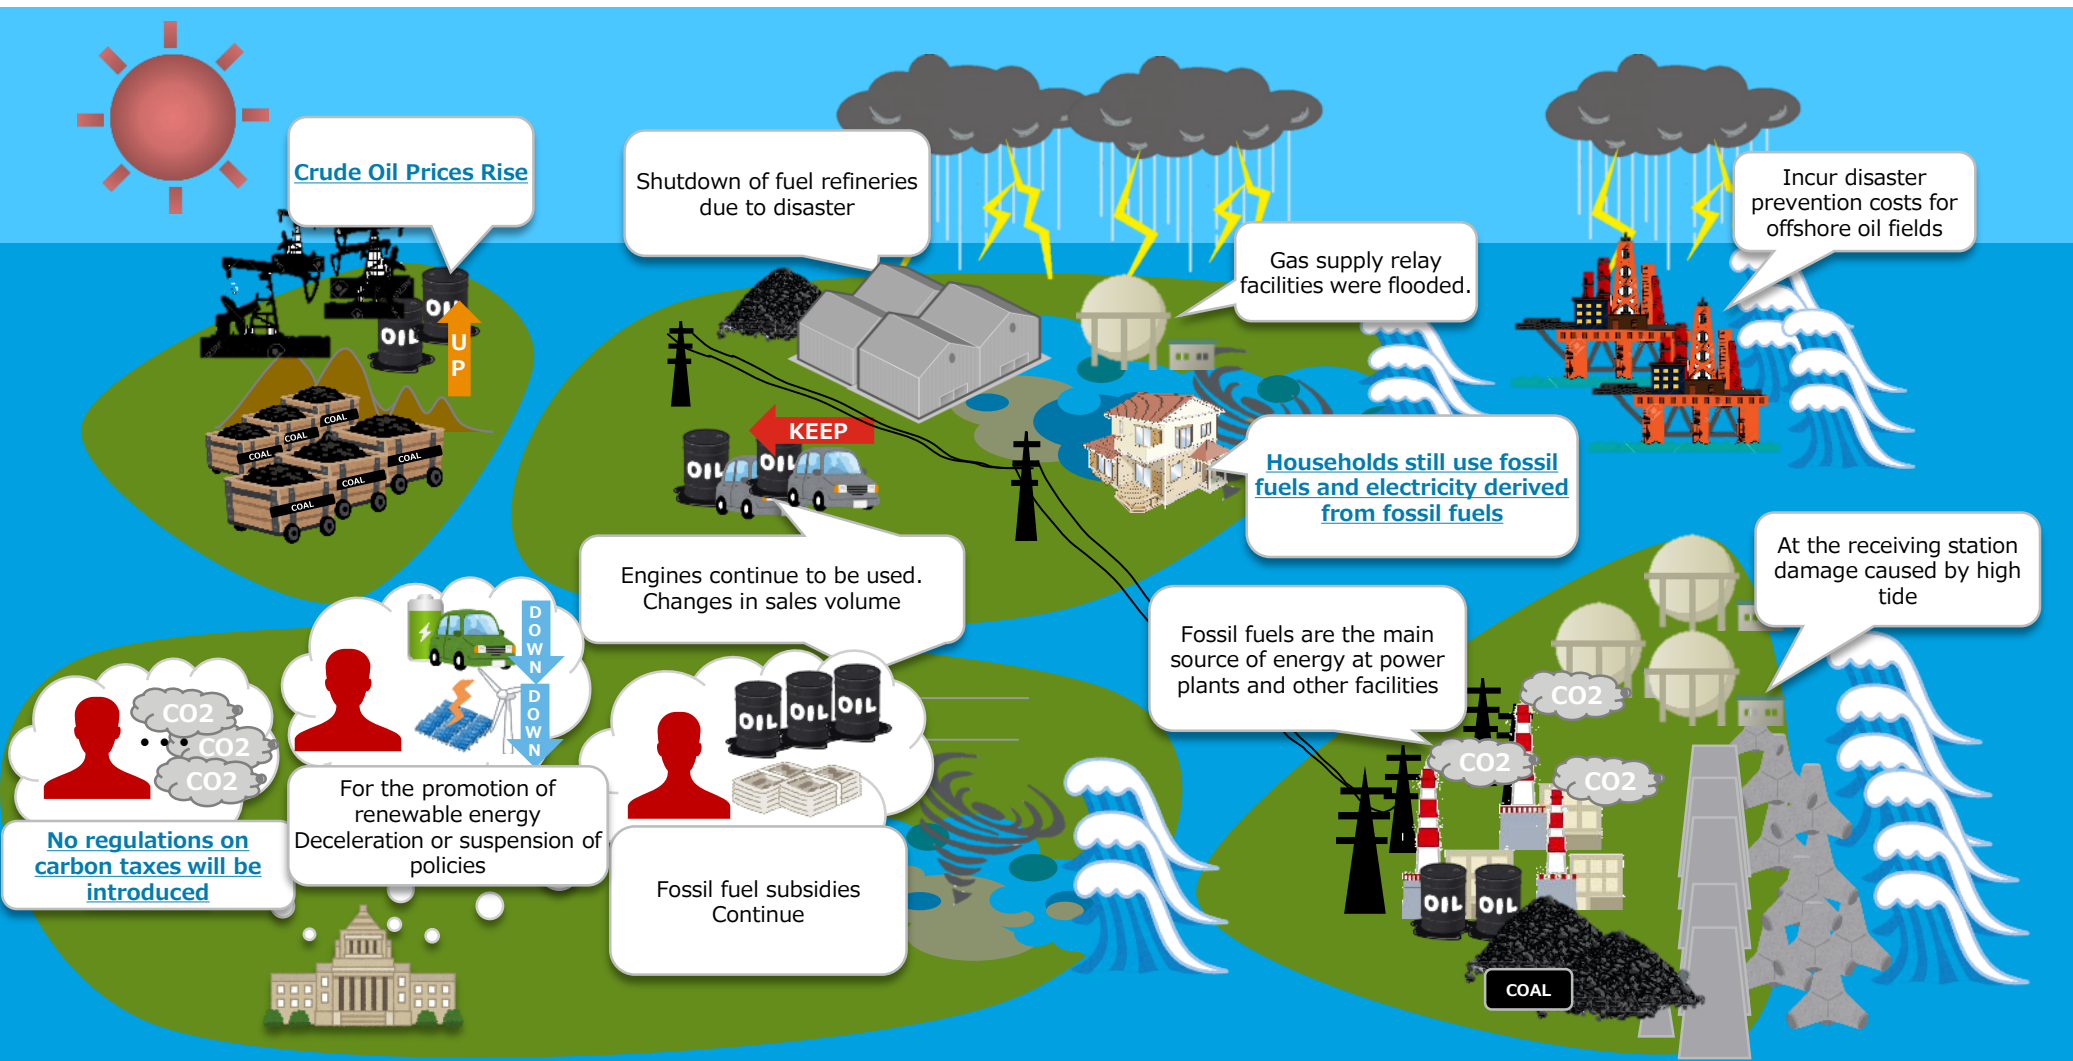 Crude Oil Prices Rise
Shutdown of fuel refineries
due to disaster
Incur disaster
prevention costs for
offshore oil fields
Gas supply relay
facilities were flooded.
OIL
OIL
UP
COAL
COAL
COAL
COAL
COAL
COAL
KEEP
OIL
OIL
Households still use fossil
fuels and electricity derived
from fossil fuels
Engines continue to be used.
Changes in sales volume
At the receiving station
damage caused by high
tide
Fossil fuels are the main
source of energy at power
plants and other facilities
DOWN
DOWN
CO2
CO2
CO2
OIL
OIL
OIL
No regulations on
carbon taxes will be
introduced
For the promotion of
renewable energy
Deceleration or suspension of
policies
Fossil fuel subsidies
Continue
CO2
CO2
CO2
OIL
OIL
COAL